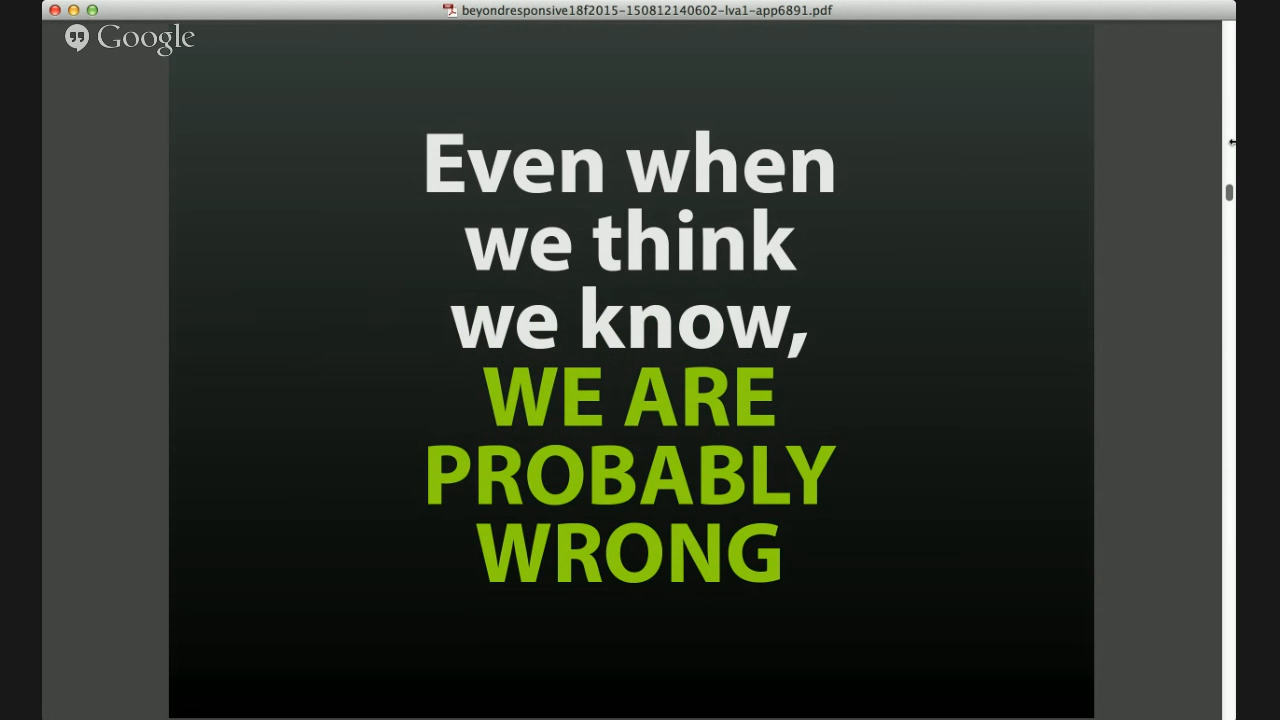 beyondresponsive18f2015-150812140602-lva1-app6891.pdf
Google
Even when
we think
we know,
WE ARE
PROBABLY
WRONG